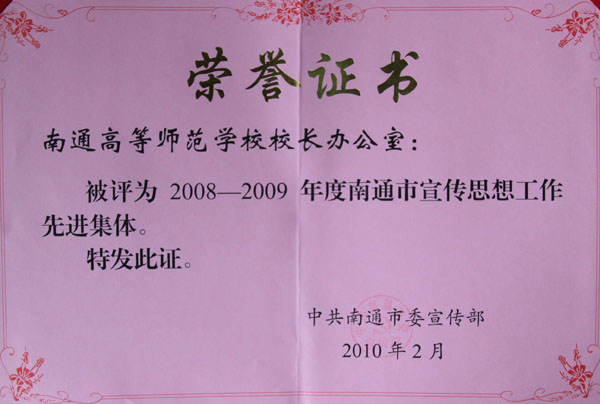 荣誉证书
南通高等师范学校校长办公室：
被评为 2008—2009 年度南通市宣传思想工作
先进集体。
特发此证。
中共南通市委宣传部
2010 年 2 月